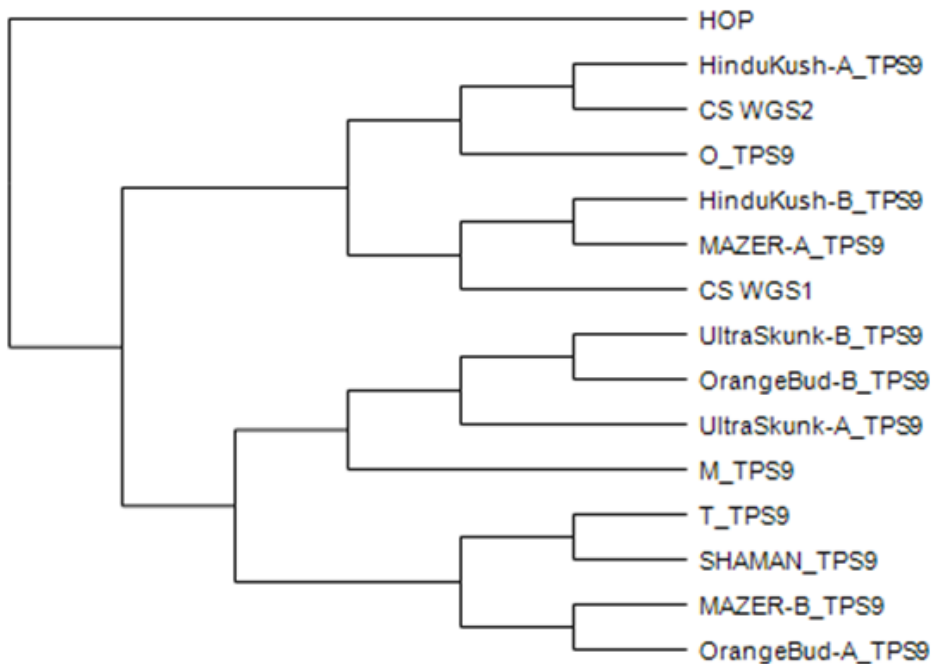 HOP
HinduKush-A_TPS9
CS WGS2
O_TPS9
HinduKush-B_TPS9
MAZER-A_TPS9
CS WGS1
UltraSkunk-B_TPS9
OrangeBud-B_TPS9
UltraSkunk-A_TPS9
M_TPS9
T_TPS9
SHAMAN_TPS9
MAZER-B_TPS9
OrangeBud-A_TPS9